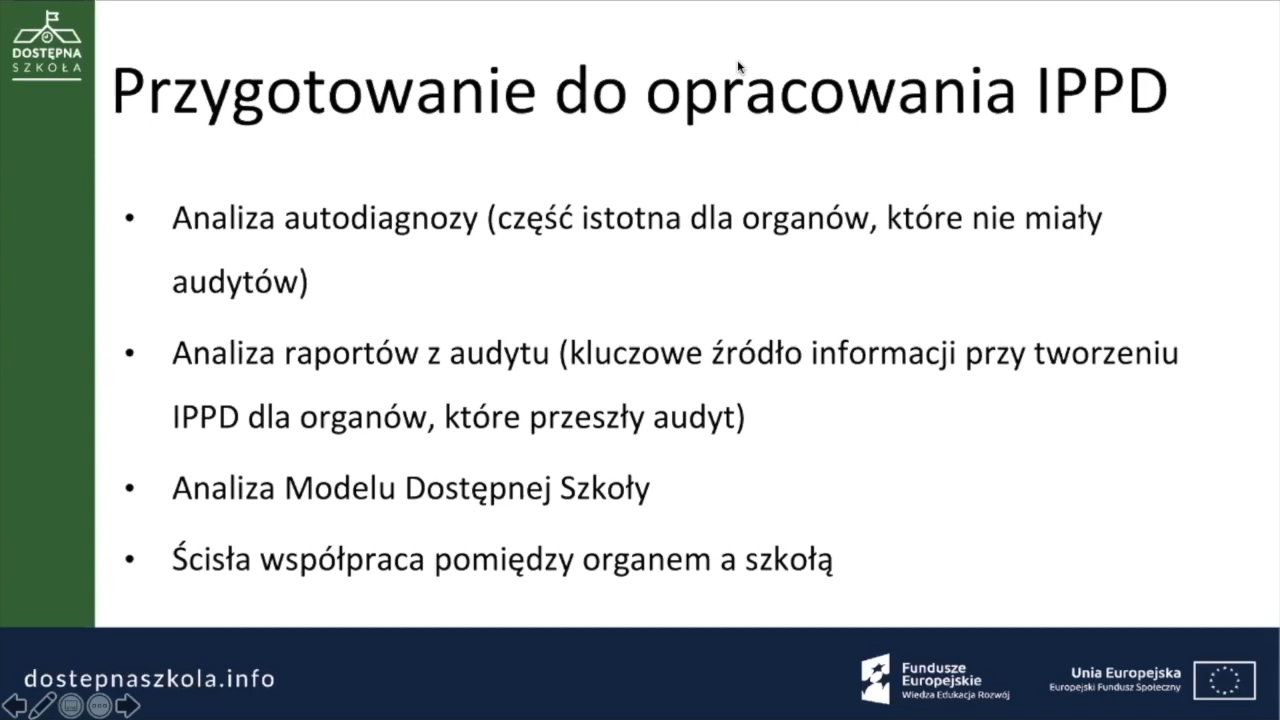 DOSTĘPNA
SZKOŁA
Przygotowanie do opracowania IPPD
• Analiza autodiagnozy (część istotna dla organów, które nie miały
audytów)
• Analiza raportów z audytu (kluczowe źródło informacji przy tworzeniu
IPPD dla organów, które przeszły audyt)
• Analiza Modelu Dostępnej Szkoły
• Ścisła współpraca pomiędzy organem a szkołą
dostepnaszkola.info
Fundusze
Europejskie
Wiedza Edukacja Rozwój
Unia Europejska
Europejski Fundusz Społeczny